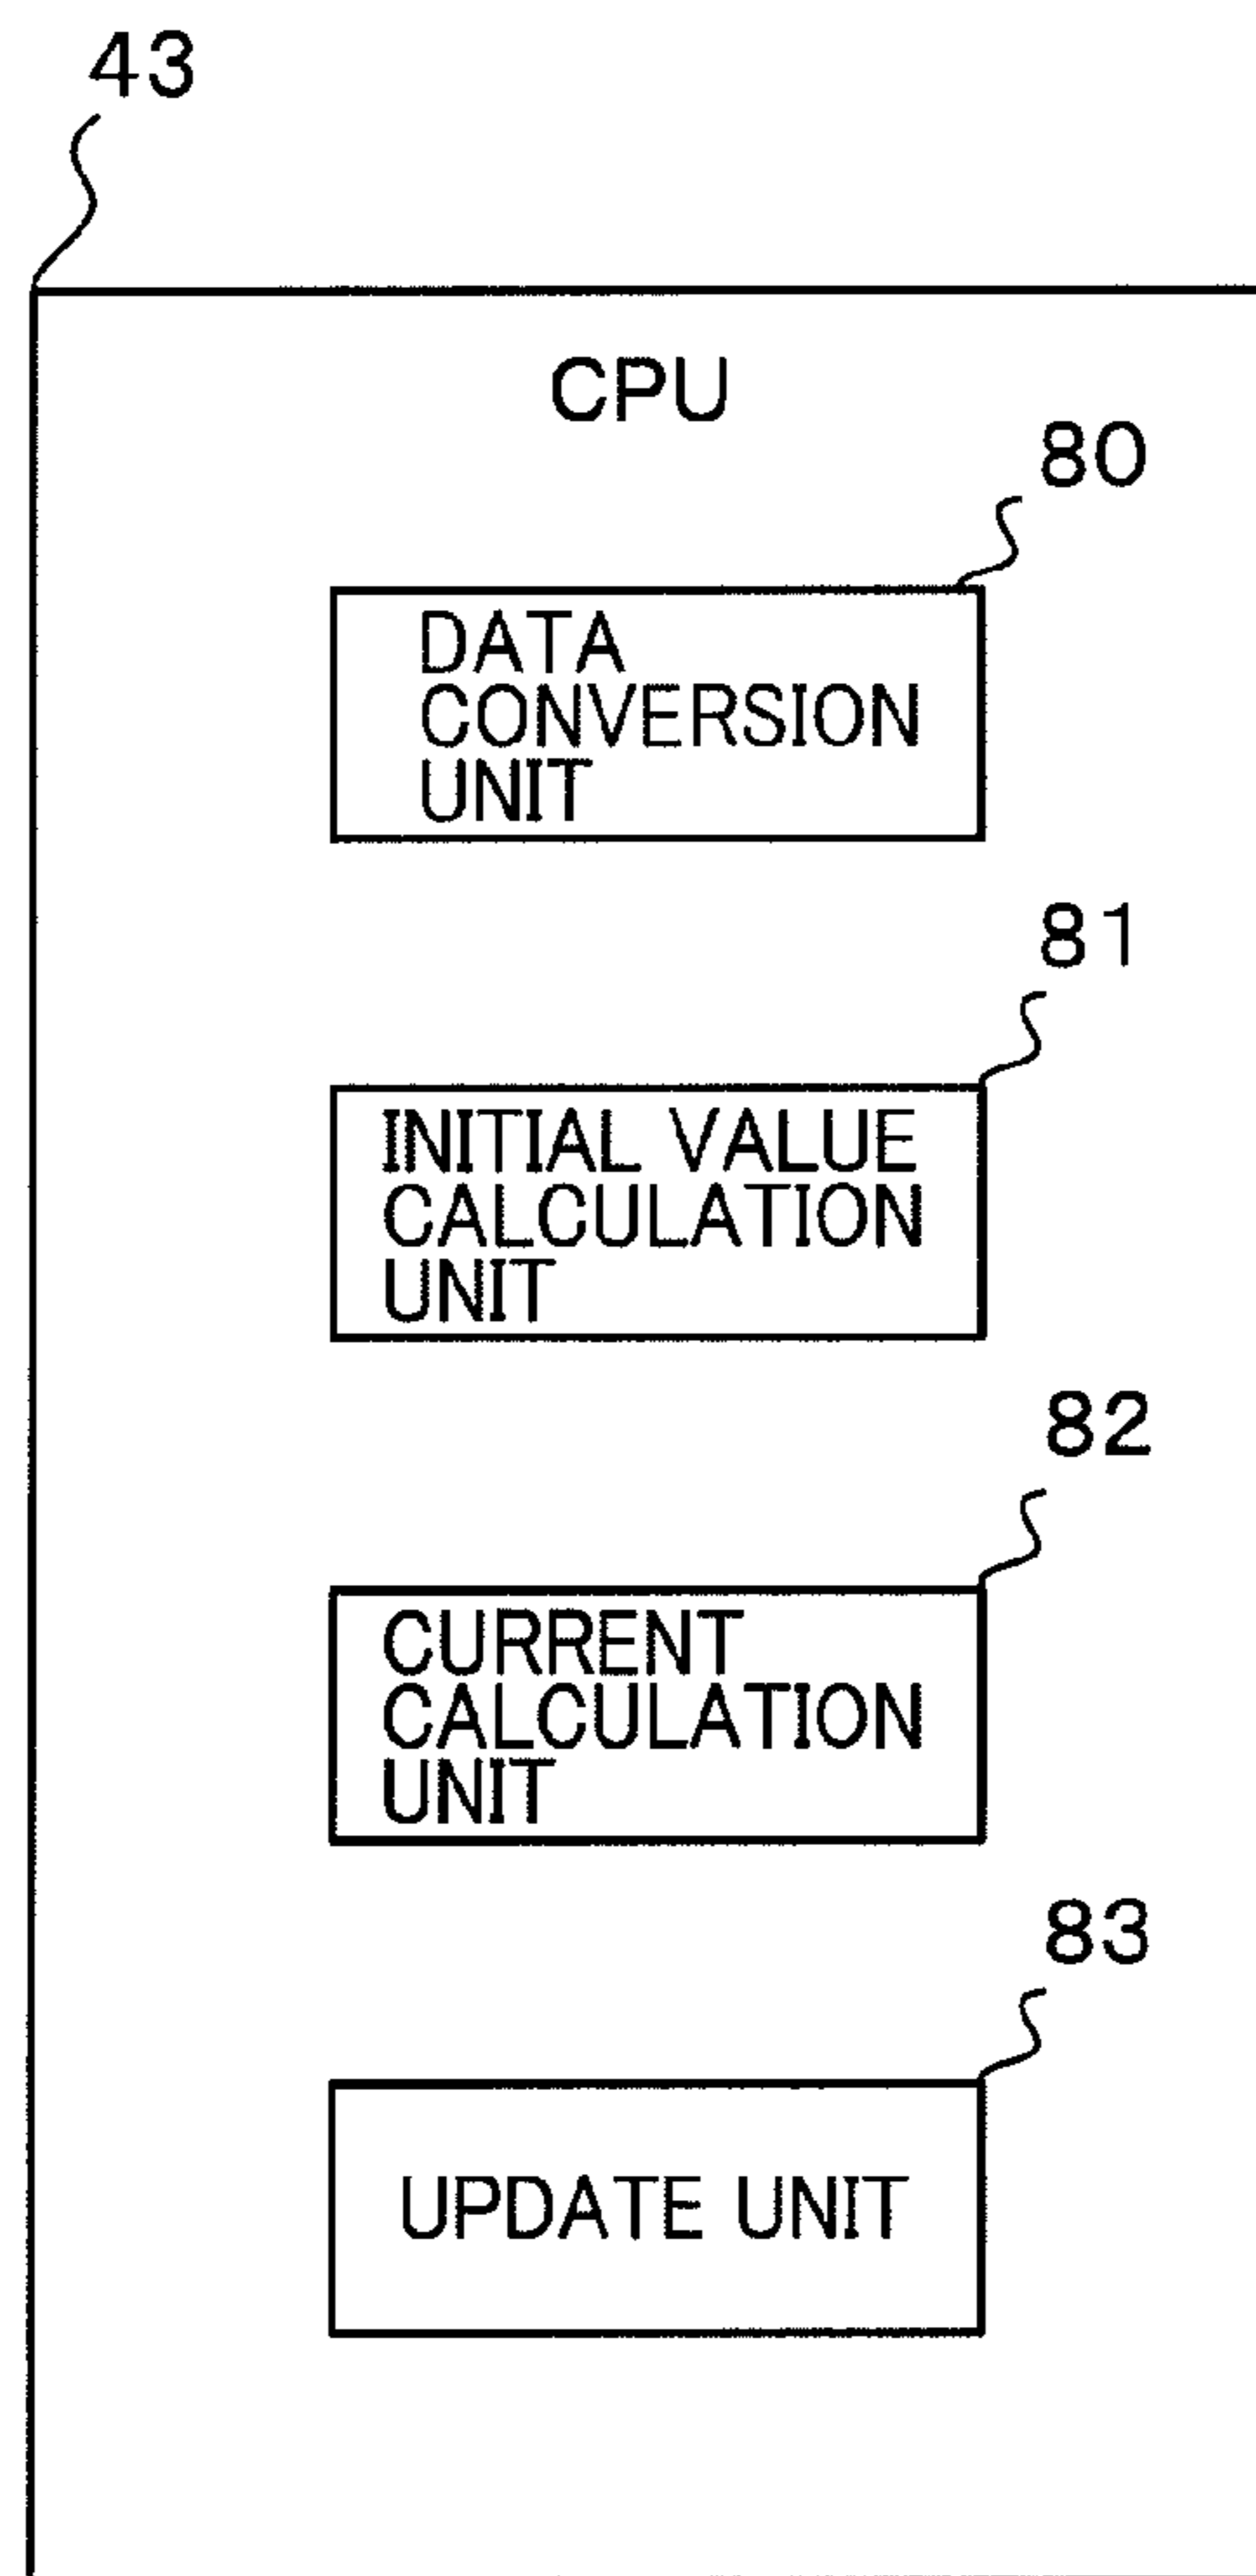 43
CPU
80
DATA
CONVERSION
UNIT
81
INITIAL VALUE
CALCULATION
UNIT
82
CURRENT
CALCULATION
UNIT
83
UPDATE UNIT